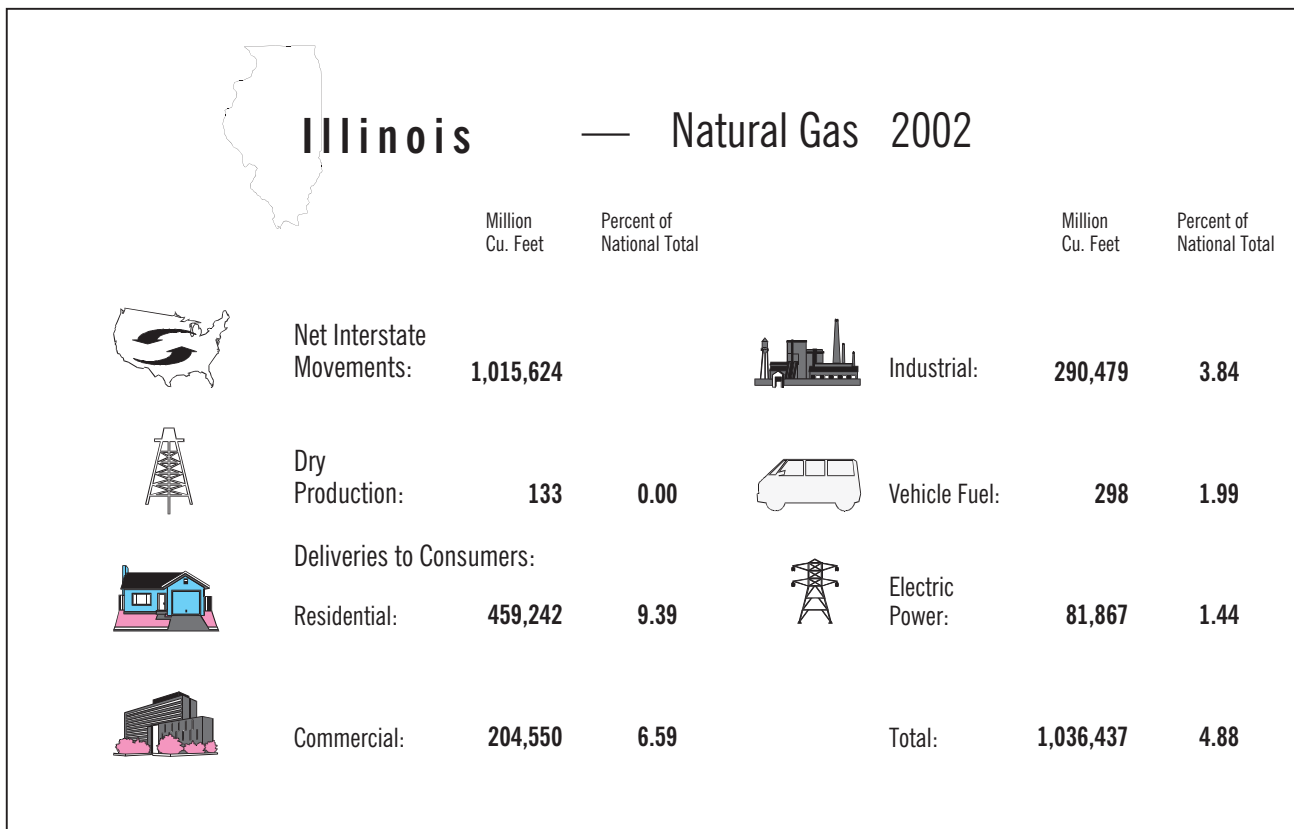 Illinois — Natural Gas 2002
Million Percent of
Cu. Feet National Total
Net Interstate
Movements: 1,015,624
Dry
Production: 133 0.00
Deliveries to Consumers:
Residential: 459,242 9.39
Commercial: 204,550 6.59
Million Percent of
Cu. Feet National Total
Industrial: 290,479 3.84
Vehicle Fuel: 298 1.99
Electric
Power: 81,867 1.44
Total: 1,036,437 4.88